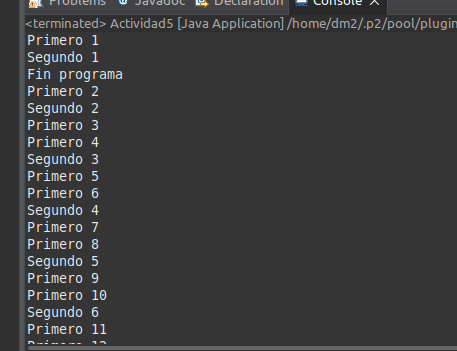 Problems Javadoc Declaration Console
<terminated> Actividad5 [Java Application] /home/dm2/.p2/pool/plugin
Primero 1
Segundo 1
Fin programa
Primero 2
Segundo 2
Primero 3
Primero 4
Segundo 3
Primero 5
Primero 6
Segundo 4
Primero 7
Primero 8
Segundo 5
Primero 9
Primero 10
Segundo 6
Primero 11
Primero 12